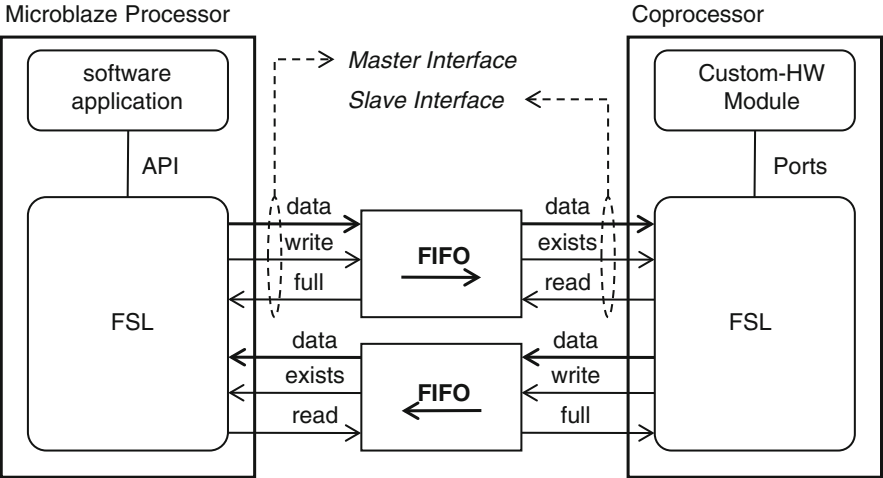 Microblaze Processor
Coprocessor
software
application
Master Interface
Slave Interface
Custom-HW
Module
API
Ports
data
data
write
FIFO
exists
full
read
FSL
FSL
data
data
exists
FIFO
write
read
full